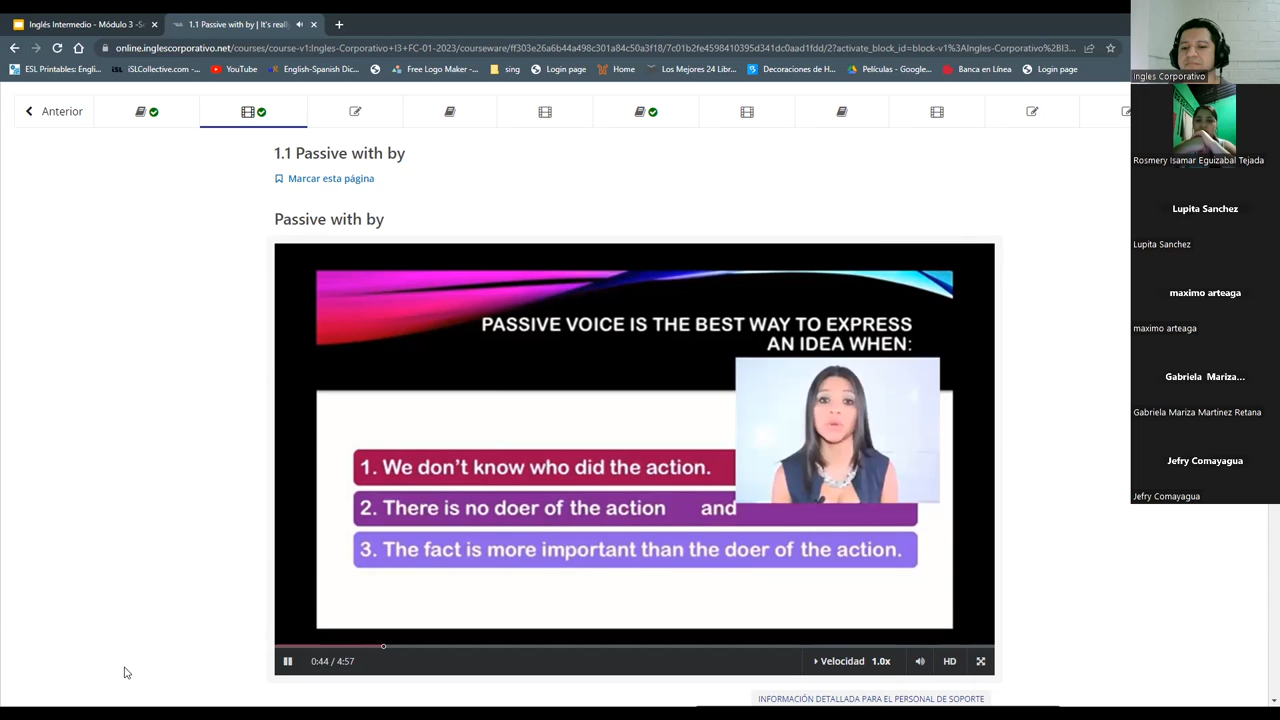 Inglés Intermedio - Módulo 3 -S
1.1 Passive with by | It's reall
online.inglescorporativo.net/courses/course-v1:Ingles-Corporativo+I3+FC-01-2023/courseware/ff303e26a6b44a498c301a84c50a3f18/7c01b2fe4598410395d341dc0aad1fdd/2?activate_block_id=block-v1%3AIngles-Corporativo%2BI3...
ESL Printables: Engli...
iSLCollective.com -...
YouTube
English-Spanish Dic...
Free Logo Maker -...
sing
Login page
Home
Los Mejores 24 Libr...
Decoraciones de H...
Películas - Google...
Banca en Línea
Login page
Anterior
1.1 Passive with by
Marcar esta página
Passive with by
PASSIVE VOICE IS THE BEST WAY TO EXPRESS
AN IDEA WHEN:
1. We don't know who did the action.
2. There is no doer of the action and
3. The fact is more important than the doer of the action.
0:44 / 4:57
Velocidad 1.0x
HD
INFORMACIÓN DETALLADA PARA EL PERSONAL DE SOPORTE
Ingles Corporativo
Rosmery Isamar Eguizabal Tejada
Lupita Sanchez
Lupita Sanchez
maximo arteaga
maximo arteaga
Gabriela Mariza...
Gabriela Mariza Martinez Retana
Jefry Comayagua
Jefry Comayagua